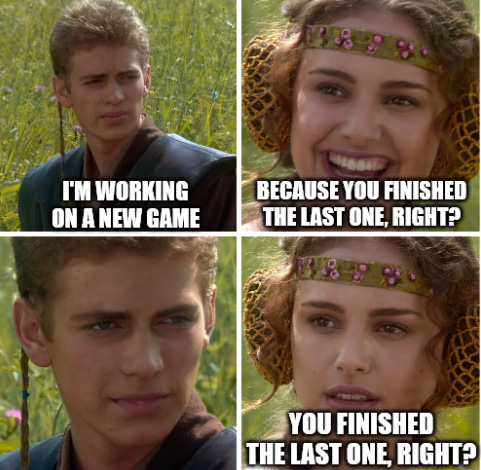 I'M WORKING
ON A NEW GAME
BECAUSE YOU FINISHED
THE LAST ONE, RIGHT?
YOU FINISHED
THE LAST ONE, RIGHT?